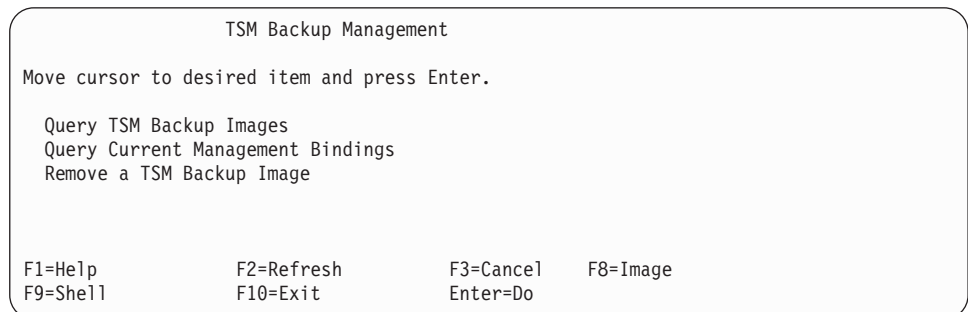 TSM Backup Management
Move cursor to desired item and press Enter.
Query TSM Backup Images
Query Current Management Bindings
Remove a TSM Backup Image
F1=Help F2=Refresh F3=Cancel F8=Image
F9=Shell F10=Exit Enter=Do